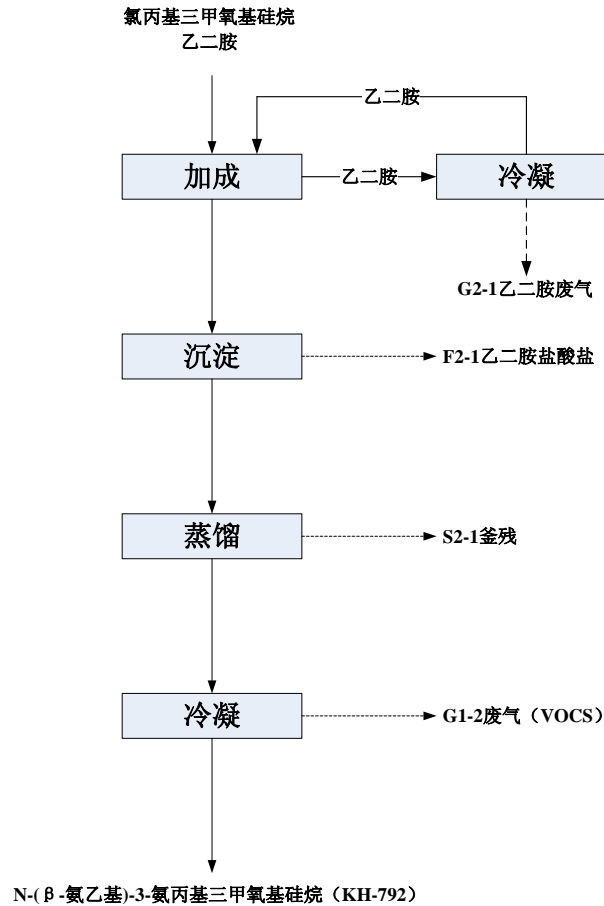 氯丙基三甲氧基硅烷
乙二胺
乙二胺
加成
乙二胺
冷凝
G2-1乙二胺废气
沉淀
F2-1乙二胺盐酸盐
蒸馏
S2-1釜残
冷凝
G1-2废气（VOCS）
N-(β-氨乙基)-3-氨丙基三甲氧基硅烷（KH-792）